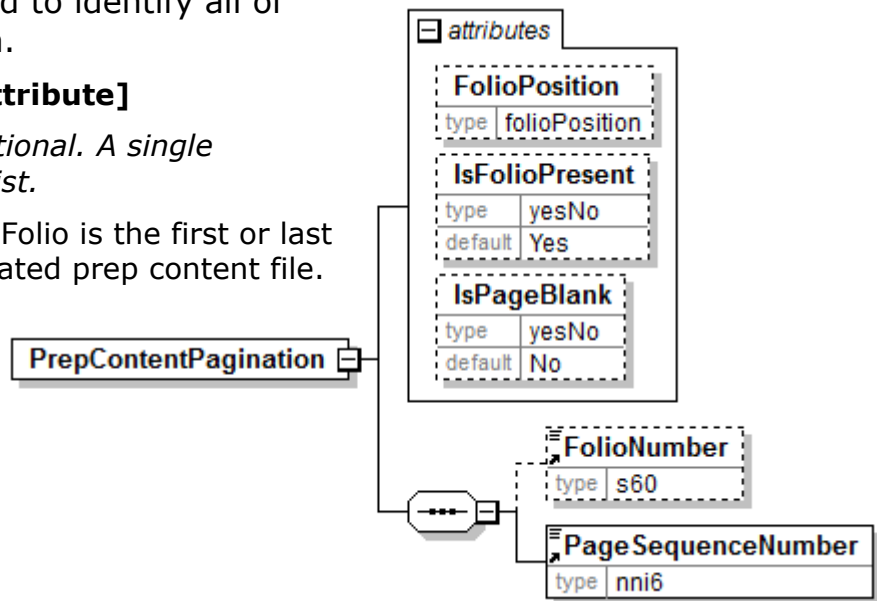 d to identify all of
attributes
FolioPosition
type folioPosition
ttribute]
tional. A single
ist.
IsFolioPresent
type yesNo
default Yes
Folio is the first or last
ated prep content file.
IsPageBlank
type yesNo
default No
PrepContentPagination
FolioNumber
type s60
PageSequenceNumber
type nni6